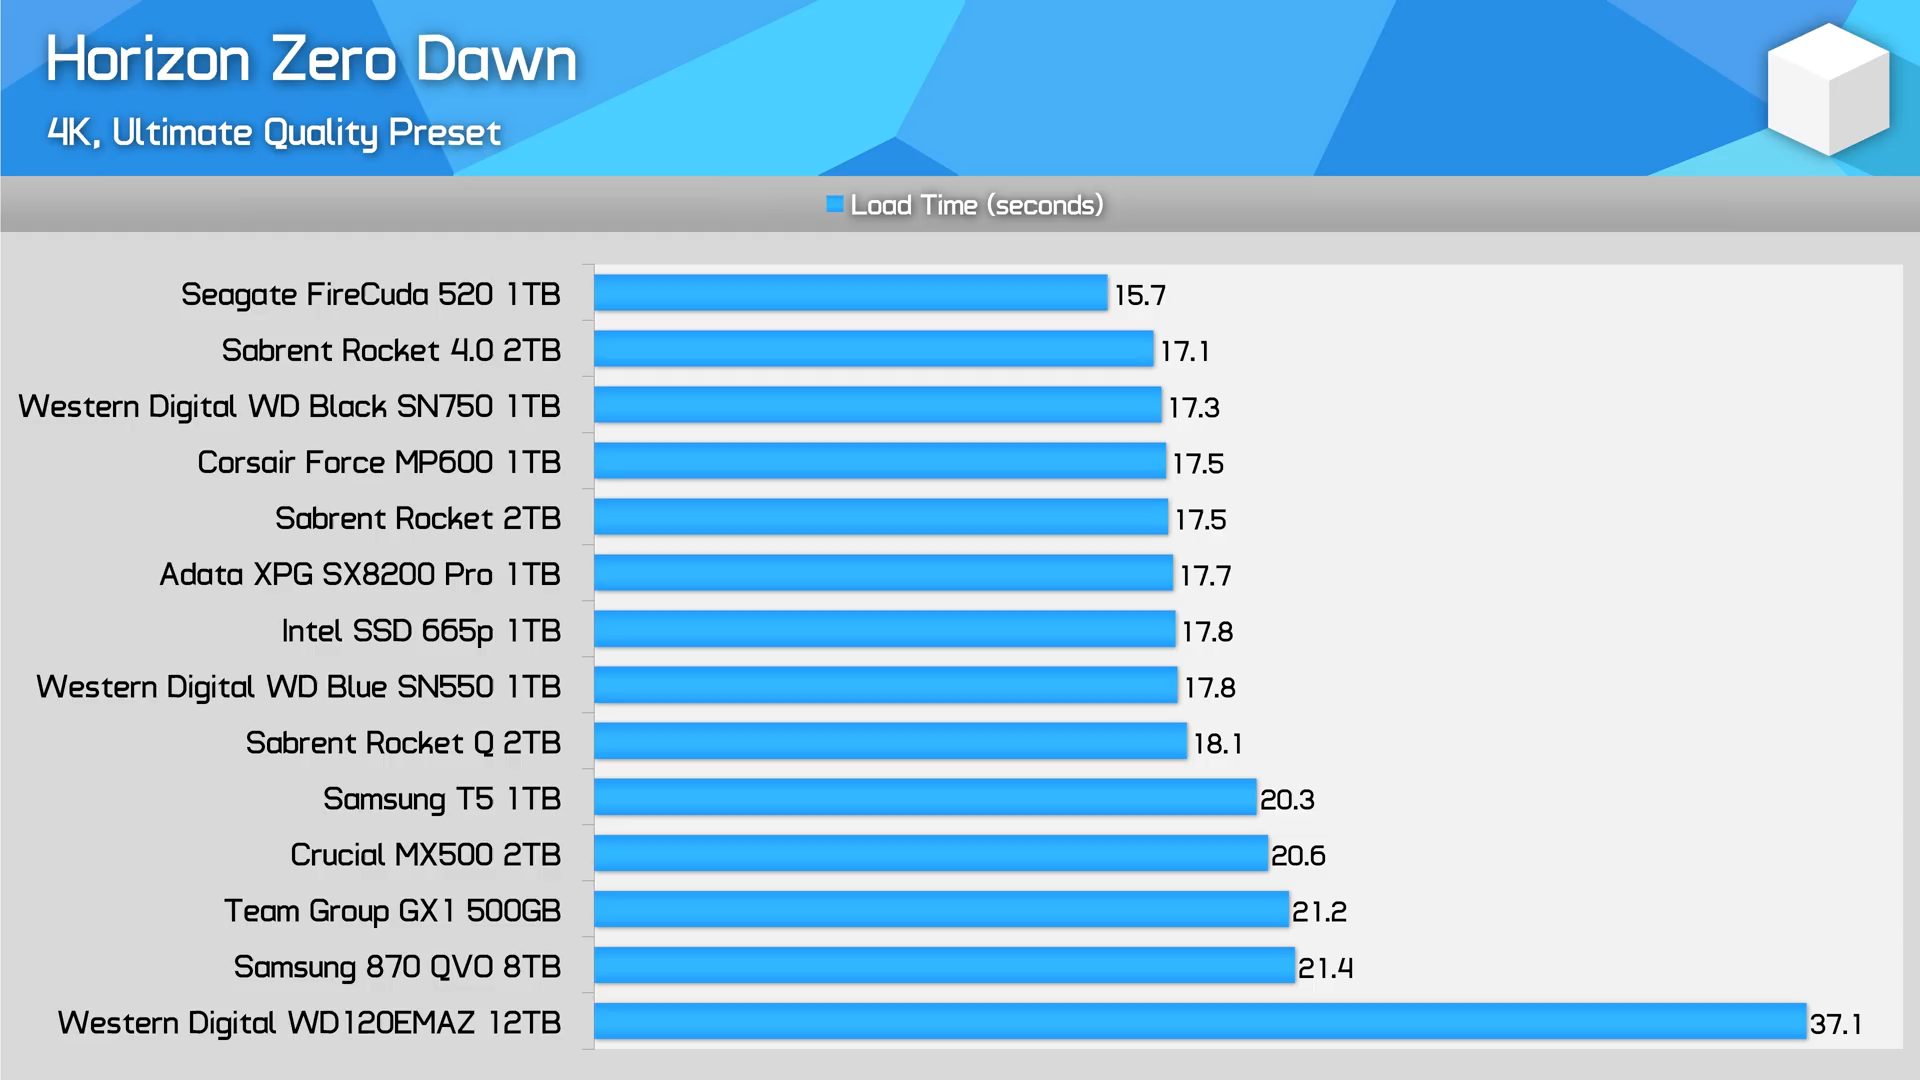 Horizon Zero Dawn
4K, Ultimate Quality Preset
Load Time (seconds)
Seagate FireCuda 520 1TB 15.7
Sabrent Rocket 4.0 2TB 17.1
Western Digital WD Black SN750 1TB 17.3
Corsair Force MP600 1TB 17.5
Sabrent Rocket 2TB 17.5
Adata XPG SX8200 Pro 1TB 17.7
Intel SSD 665p 1TB 17.8
Western Digital WD Blue SN550 1TB 17.8
Sabrent Rocket Q 2TB 18.1
Samsung T5 1TB 20.3
Crucial MX500 2TB 20.6
Team Group GX1 500GB 21.2
Samsung 870 QVO 8TB 21.4
Western Digital WD120EMAZ 12TB 37.1